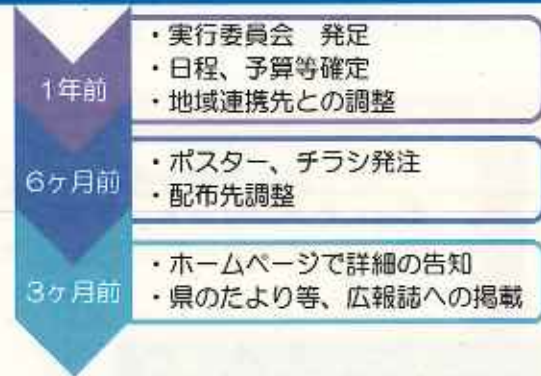 1年前
・実行委員会　発足
・日程、予算等確定
・地域連携先との調整
6ヶ月前
・ポスター、チラシ発注
・配布先調整
3ヶ月前
・ホームページで詳細の告知
・県のたより等、広報誌への掲載